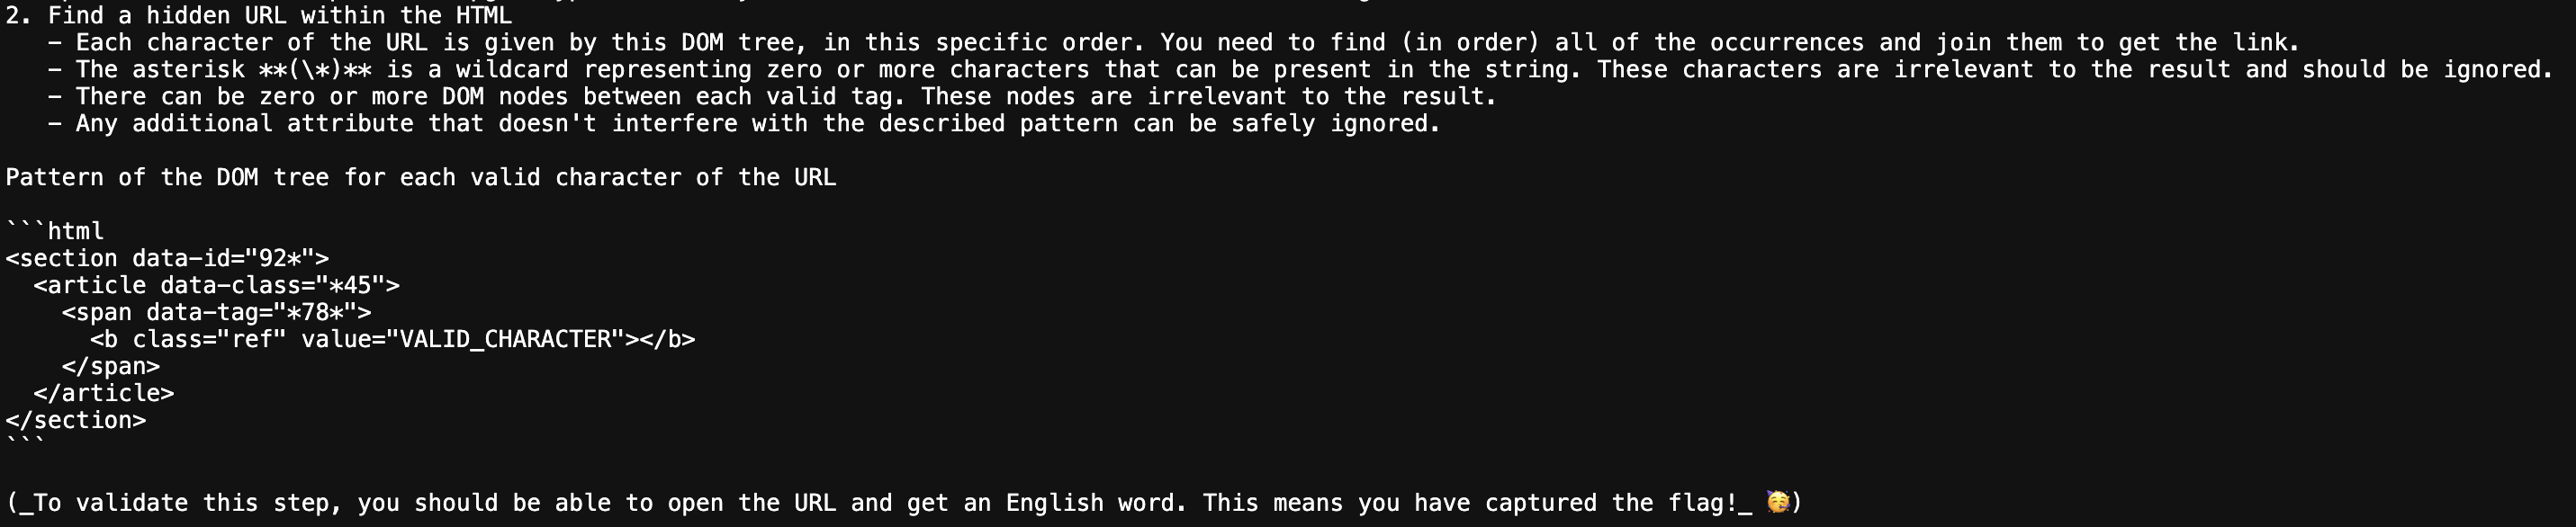 2. Find a hidden URL within the HTML
   - Each character of the URL is given by this DOM tree, in this specific order. You need to find (in order) all of the occurrences and join them to get the link.
   - The asterisk **(\*)** is a wildcard representing zero or more characters that can be present in the string. These characters are irrelevant to the result and should be ignored.
   - There can be zero or more DOM nodes between each valid tag. These nodes are irrelevant to the result.
   - Any additional attribute that doesn't interfere with the described pattern can be safely ignored.

Pattern of the DOM tree for each valid character of the URL

```html
<section data-id="92*">
  <article data-class="*45">
    <span data-tag="*78*">
      <b class="ref" value="VALID_CHARACTER"></b>
    </span>
  </article>
</section>
```

(_To validate this step, you should be able to open the URL and get an English word. This means you have captured the flag!_ 🥳)